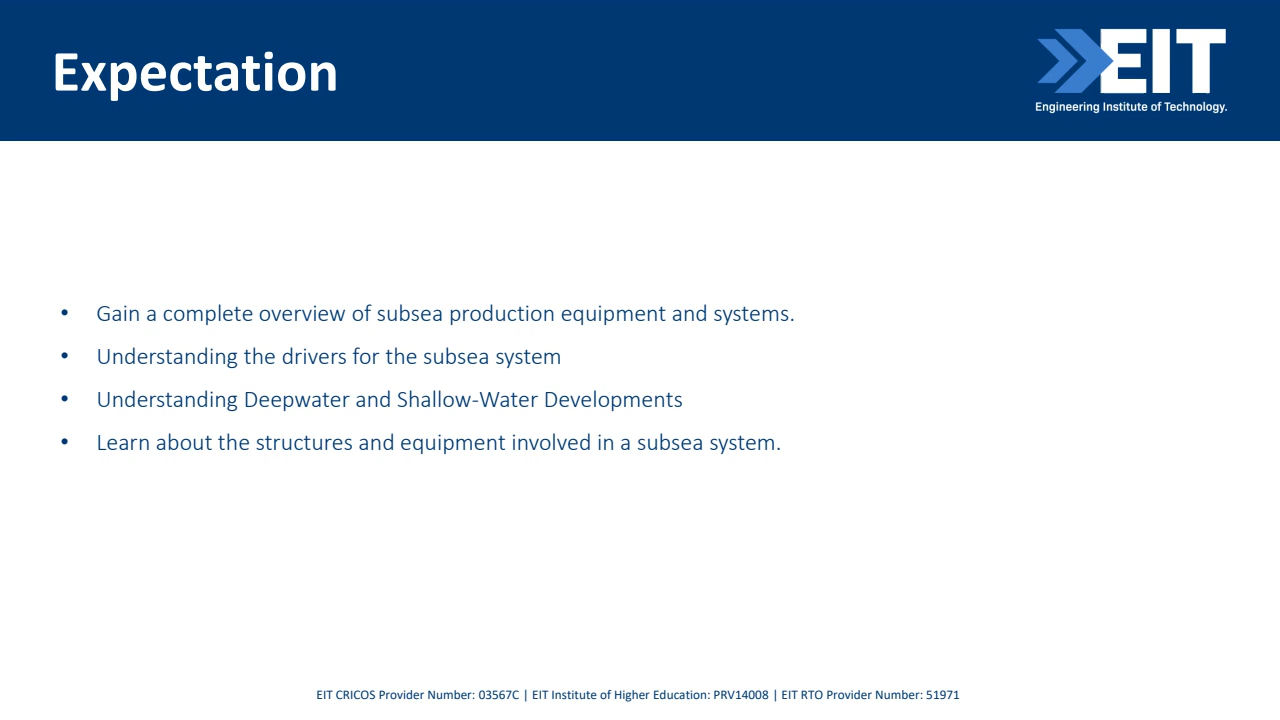 Expectation
EIT
Engineering Institute of Technology.
• Gain a complete overview of subsea production equipment and systems.
• Understanding the drivers for the subsea system
• Understanding Deepwater and Shallow-Water Developments
• Learn about the structures and equipment involved in a subsea system.
EIT CRICOS Provider Number: 03567C | EIT Institute of Higher Education: PRV14008 | EIT RTO Provider Number: 51971